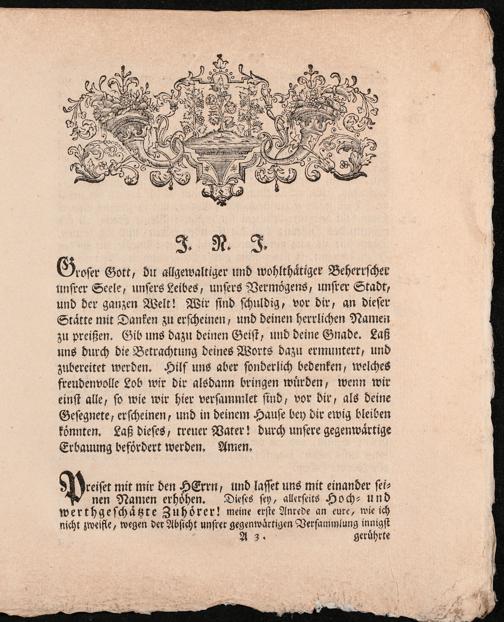 J. N. J.
Groser Gott, du allgewaltiger und wohlthätiger Beherrscher
unsrer Seele, unsers Leibes, unsers Vermögens, unsrer Stadt,
und der ganzen Welt! Wir sind schuldig, vor dir, an dieser
Stätte mit Danken zu erscheinen, und deinen herrlichen Namen
zu preißen. Gib uns dazu deinen Geist, und deine Gnade. Laß
uns durch die Betrachtung deines Worts dazu ermuntert, und
zubereitet werden. Hilf uns aber sonderlich bedenken, welches
freudenvolle Lob wir dir alsdann bringen würden, wenn wir
einst alle, so wie wir hier versammlet sind, vor dir, als deine
Gesegnete, erscheinen, und in deinem Hause bey dir ewig bleiben
könnten. Laß dieses, treuer Vater! durch unsere gegenwärtige
Erbauung befördert werden. Amen.
Preiset mit mir den HErrn, und lasset uns mit einander sei-
nen Namen erhöhen. Dieses sey, allerseits Hoch- und
werthgeschätzte Zuhörer! meine erste Anrede an eure, wie ich
nicht zweifle, wegen der Absicht unsrer gegenwärtigen Versammlung innigst
A 3. gerührte